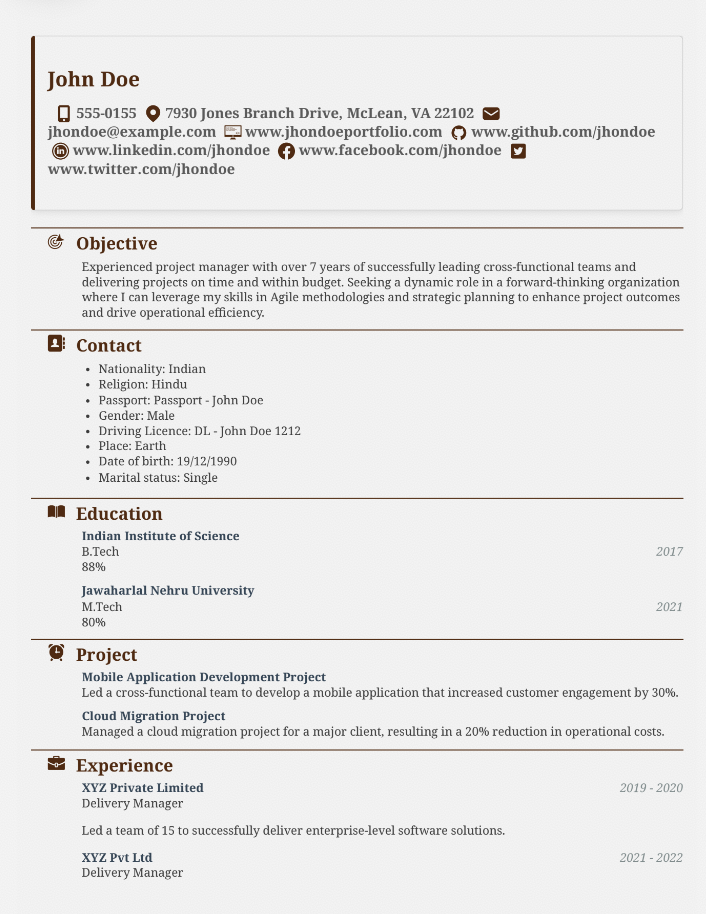 John Doe
555-0155 7930 Jones Branch Drive, McLean, VA 22102
jhondoe@example.com www.jhondoeportfolio.com www.github.com/jhondoe
www.linkedin.com/jhondoe www.facebook.com/jhondoe
www.twitter.com/jhondoe
Objective
Experienced project manager with over 7 years of successfully leading cross-functional teams and
delivering projects on time and within budget. Seeking a dynamic role in a forward-thinking organization
where I can leverage my skills in Agile methodologies and strategic planning to enhance project outcomes
and drive operational efficiency.
Contact
• Nationality: Indian
• Religion: Hindu
• Passport: Passport - John Doe
• Gender: Male
• Driving Licence: DL - John Doe 1212
• Place: Earth
• Date of birth: 19/12/1990
• Marital status: Single
Education
Indian Institute of Science
B.Tech 2017
88%
Jawaharlal Nehru University
M.Tech 2021
80%
Project
Mobile Application Development Project
Led a cross-functional team to develop a mobile application that increased customer engagement by 30%.
Cloud Migration Project
Managed a cloud migration project for a major client, resulting in a 20% reduction in operational costs.
Experience
XYZ Private Limited 2019 - 2020
Delivery Manager
Led a team of 15 to successfully deliver enterprise-level software solutions.
XYZ Pvt Ltd 2021 - 2022
Delivery Manager